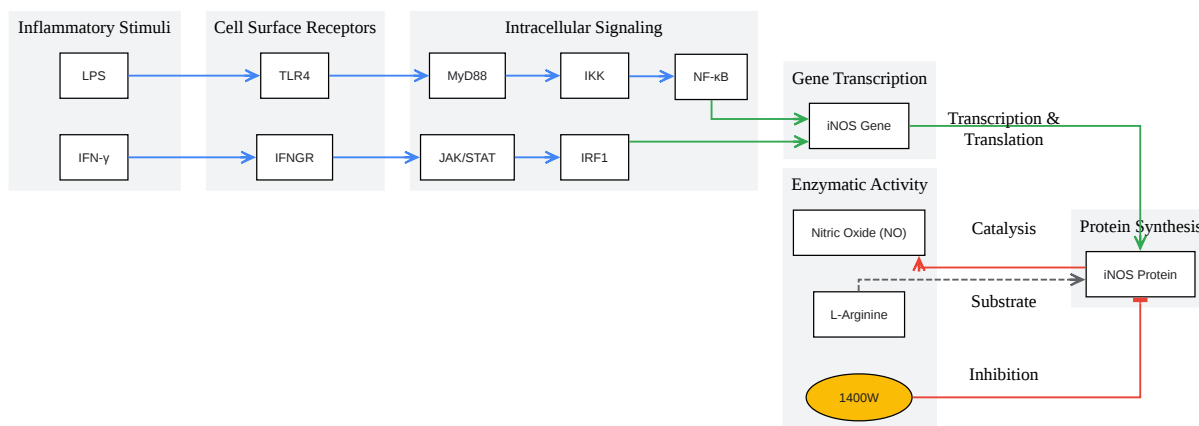 Inflammatory Stimuli
Cell Surface Receptors
Intracellular Signaling
LPS
TLR4
MyD88
IKK
NF-κB
Gene Transcription
iNOS Gene
Transcription &
Translation
IFN-γ
IFNGR
JAK/STAT
IRF1
Enzymatic Activity
Nitric Oxide (NO)
Catalysis
Protein Synthesis
iNOS Protein
L-Arginine
Substrate
1400W
Inhibition